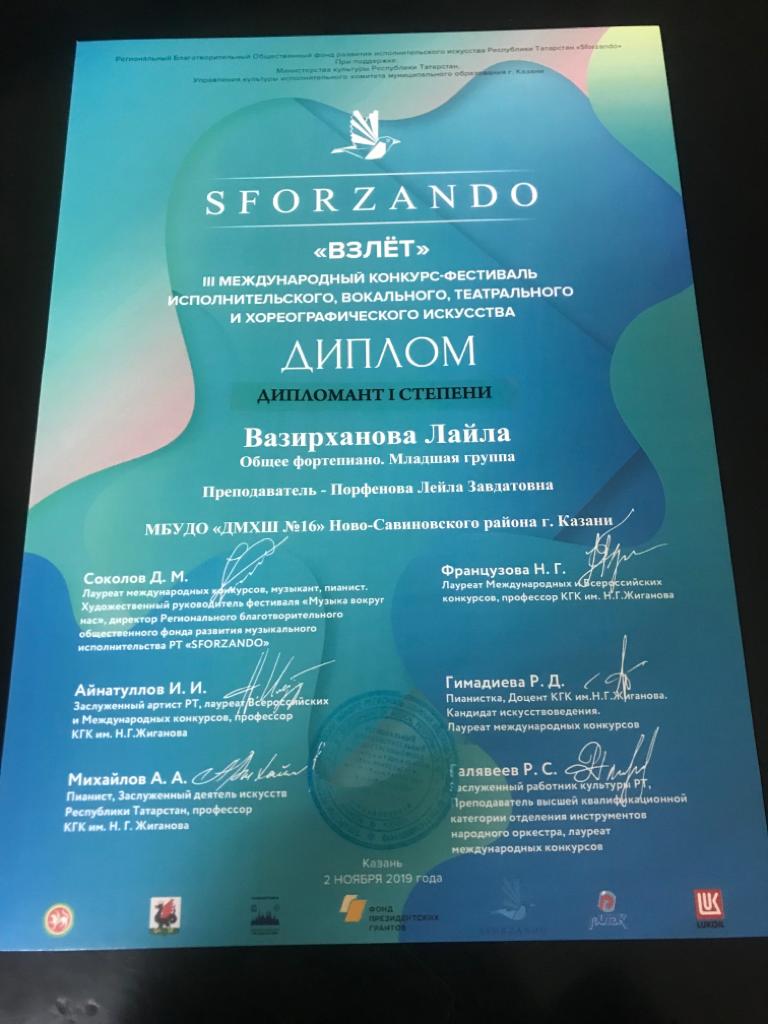 Региональный Благотворительный Общественный фонд развития исполнительского искусства Республики Татарстан «Sforzando»
При поддержке:
Министерства культуры Республики Татарстан,
Управления культуры исполнительного комитета муниципального образования г. Казани
SFORZANDO
«ВЗЛЁТ»
III МЕЖДУНАРОДНЫЙ КОНКУРС-ФЕСТИВАЛЬ
ИСПОЛНИТЕЛЬСКОГО, ВОКАЛЬНОГО, ТЕАТРАЛЬНОГО
И ХОРЕОГРАФИЧЕСКОГО ИСКУССТВА
ДИПЛОМ
ДИПЛОМАНТ I СТЕПЕНИ
Вазирханова Лайла
Общее фортепиано. Младшая группа
Преподаватель - Порфенова Лейла Завдатовна
МБУДО «ДМХШ №16» Ново-Савиновского района г. Казани
Соколов Д. М.
Лауреат международных конкурсов, музыкант, пианист.
Художественный руководитель фестиваля «Музыка вокруг
нас», директор Регионального благотворительного
общественного фонда развития музыкального
исполнительства РТ «SFORZANDO»
Французова Н. Г.
Лауреат Международных и Всероссийских
конкурсов, профессор КГК им. Н.Г.Жиганова
Айнатуллов И. И.
Заслуженный артист РТ, лауреат Всероссийских
и Международных конкурсов, профессор
КГК им. Н.Г.Жиганова
Гимадиева Р. Д.
Пианистка, Доцент КГК им.Н.Г.Жиганова.
Кандидат искусствоведения.
Лауреат международных конкурсов
Михайлов А. А.
Пианист, Заслуженный деятель искусств
Республики Татарстан, профессор
КГК им. Н. Г. Жиганова
алявеев Р. С.
Заслуженный работник культуры РТ,
Преподаватель высшей квалификационной
категории отделения инструментов
народного оркестра, лауреат
международных конкурсов
Казань
2 НОЯБРЯ 2019 года
ФОНД
ПРЕЗИДЕНТСКИХ
ГРАНТОВ
SFORZANDO
LUK
LUKOIL